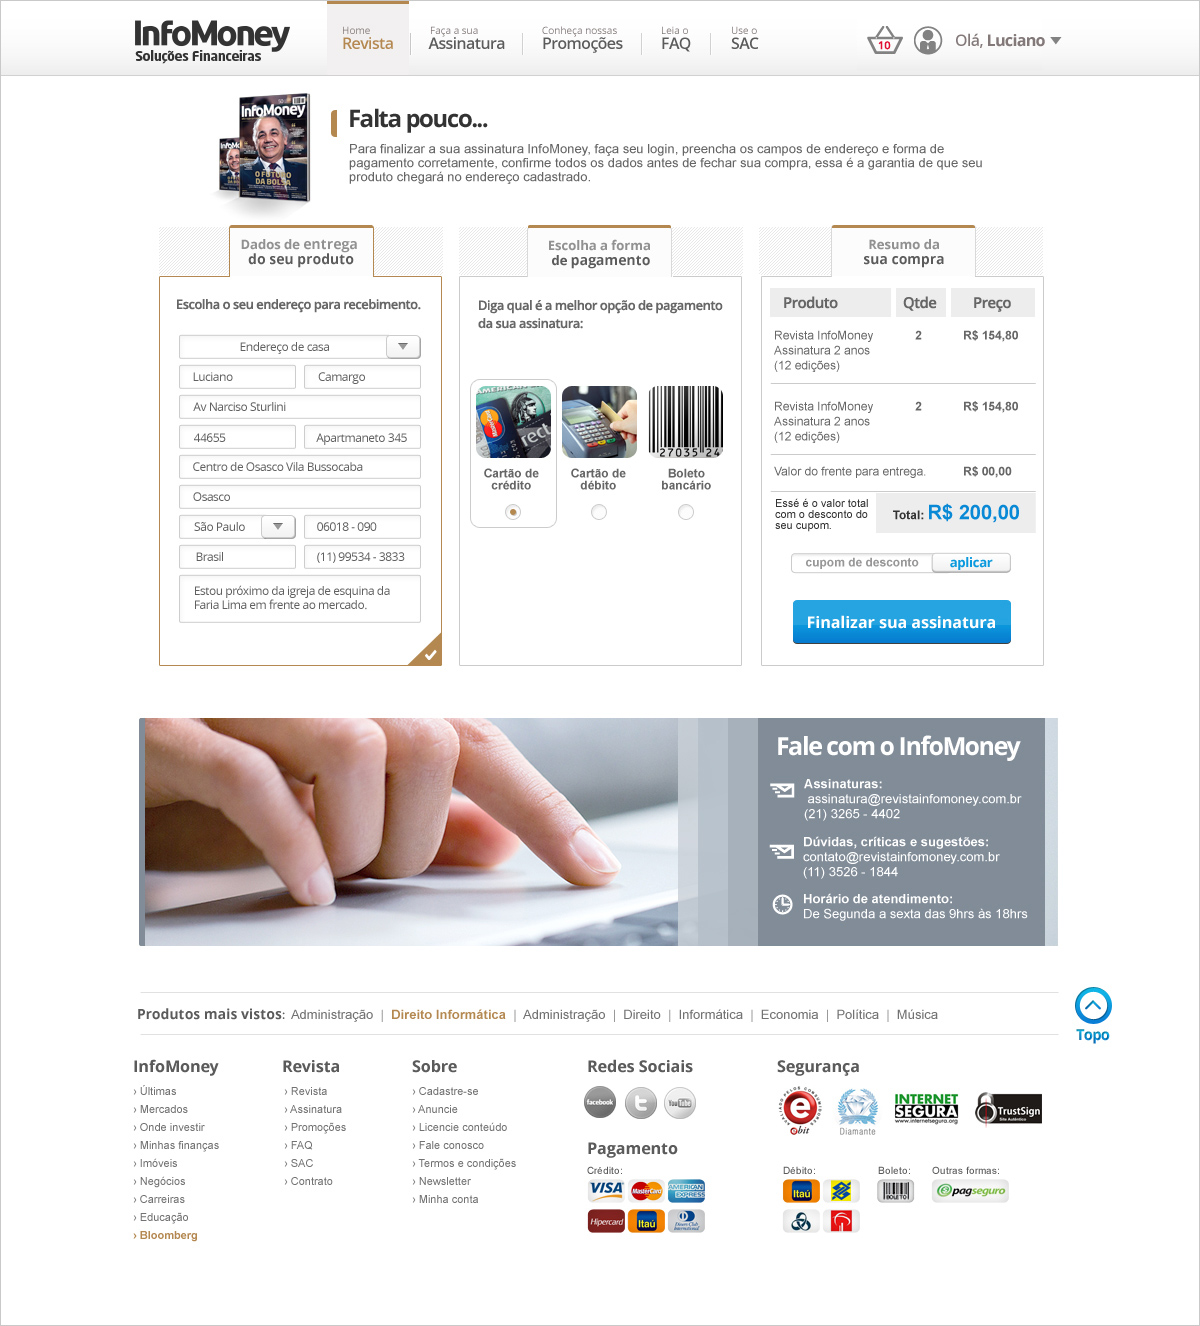 InfoMoney
Soluções Financeiras
Home
Revista
Faça a sua
Assinatura
Conheça nossas
Promoções
Leia o
FAQ
Use o
SAC
10
Olá, Luciano
InfoMoney
O FUTURO
DA BOLSA
Falta pouco...
Para finalizar a sua assinatura InfoMoney, faça seu login, preencha os campos de endereço e forma de
pagamento corretamente, confirme todos os dados antes de fechar sua compra, essa é a garantia de que seu
produto chegará no endereço cadastrado.
Dados de entrega
do seu produto
Escolha o seu endereço para recebimento.
Endereço de casa
Luciano
Camargo
Av Narciso Sturlini
44655
Apartmaneto 345
Centro de Osasco Vila Bussocaba
Osasco
São Paulo
06018 - 090
Brasil
(11) 99534 - 3833
Estou próximo da igreja de esquina da
Faria Lima em frente ao mercado.
Escolha a forma
de pagamento
Diga qual é a melhor opção de pagamento
da sua assinatura:
27035 24
Cartão de
crédito
Cartão de
débito
Boleto
bancário
Resumo da
sua compra
Produto Qtde Preço
Revista InfoMoney 2 R$ 154,80
Assinatura 2 anos
(12 edições)
Revista InfoMoney 2 R$ 154,80
Assinatura 2 anos
(12 edições)
Valor do frente para entrega. R$ 00,00
Essé é o valor total
com o desconto do
seu cupom.
Total: R$ 200,00
cupom de desconto
aplicar
Finalizar sua assinatura
Fale com o InfoMoney
Assinaturas:
assinatura@revistainfomoney.com.br
(21) 3265 - 4402
Dúvidas, críticas e sugestões:
contato@revistainfomoney.com.br
(11) 3526 - 1844
Horário de atendimento:
De Segunda a sexta das 9hrs às 18hrs
Produtos mais vistos: Administração | Direito Informática | Administração | Direito | Informática | Economia | Política | Música
Topo
InfoMoney
› Últimas
› Mercados
› Onde investir
› Minhas finanças
› Imóveis
› Negócios
› Carreiras
› Educação
› Bloomberg
Revista
› Revista
› Assinatura
› Promoções
› FAQ
› SAC
› Contrato
Sobre
› Cadastre-se
› Anuncie
› Licencie conteúdo
› Fale conosco
› Termos e condições
› Newsletter
› Minha conta
Redes Sociais
facebook
You Tube
Pagamento
Crédito:
VISA
MasterCard
AMERICAN EXPRESS
Hipercard
Itaú
Diners Club International
Segurança
e
ebit
Diamante
INTERNET
SEGURA
www.internetsegura.org
TrustSign
Site Autêntico
Débito:
Itaú
Boleto:
BOLETO
Outras formas:
pagseguro